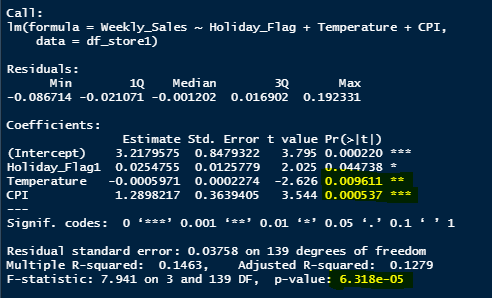 Call:
lm(formula = Weekly_Sales ~ Holiday_Flag + Temperature + CPI,
    data = df_store1)
Residuals:
      Min        1Q    Median        3Q       Max
-0.086714 -0.021071 -0.001202  0.016902  0.192331
Coefficients:
                Estimate Std. Error t value Pr(>|t|)
(Intercept)    3.2179575  0.8479322   3.795 0.000220 ***
Holiday_Flag1  0.0254755  0.0125779   2.025 0.044738 *
Temperature   -0.0005971  0.0002274  -2.626 0.009611 **
CPI            1.2898217  0.3639405   3.544 0.000537 ***
---
Signif. codes:  0 ‘***’ 0.001 ‘**’ 0.01 ‘*’ 0.05 ‘.’ 0.1 ‘ ’ 1
Residual standard error: 0.03758 on 139 degrees of freedom
Multiple R-squared:  0.1463,    Adjusted R-squared:  0.1279
F-statistic: 7.941 on 3 and 139 DF,  p-value: 6.318e-05